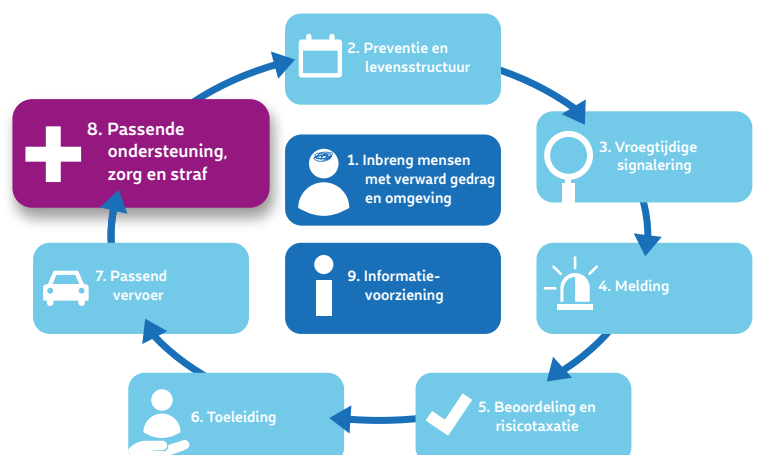 2. Preventie en
levensstructuur
8. Passende
ondersteuning,
zorg en straf
3. Vroegtijdige
signalering
1. Inbreng mensen
met verward gedrag
en omgeving
7. Passend
vervoer
9. Informatie-
voorziening
4. Melding
6. Toeleiding
5. Beoordeling en
risicotaxatie